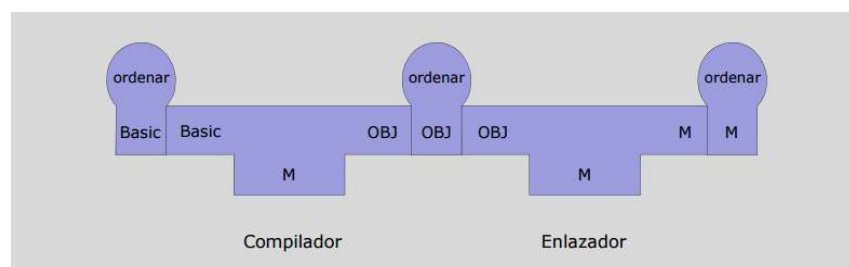 ordenar ordenar ordenar
Basic Basic OBJ OBJ OBJ M M
M M
Compilador Enlazador